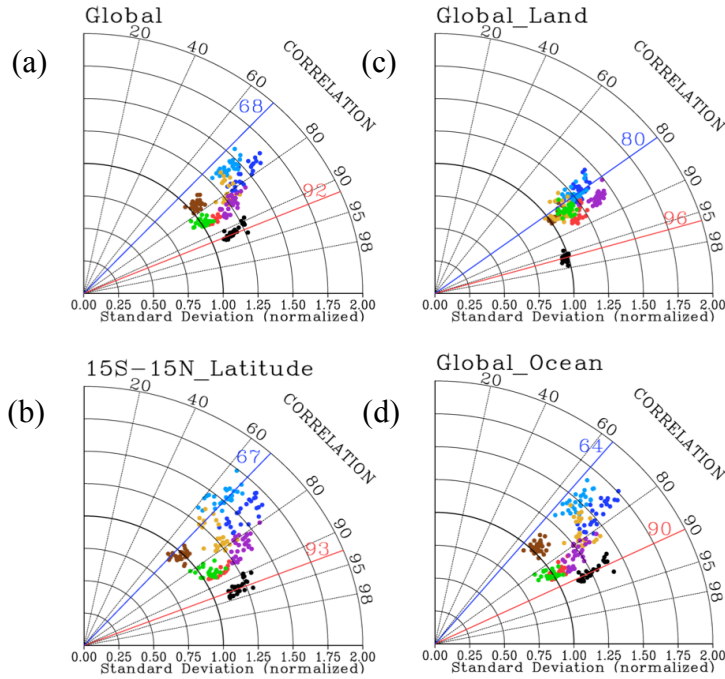 (a)
Global
20
40
60
80
90
95
98
CORRELATION
68
92
0.00 0.25 0.50 0.75 1.00 1.25 1.50 1.75 2.00
Standard Deviation (normalized)
(c)
Global_Land
20
40
60
80
90
95
98
CORRELATION
80
96
0.00 0.25 0.50 0.75 1.00 1.25 1.50 1.75 2.00
Standard Deviation (normalized)
(b)
15S-15N_Latitude
20
40
60
80
90
95
98
CORRELATION
67
93
0.00 0.25 0.50 0.75 1.00 1.25 1.50 1.75 2.00
Standard Deviation (normalized)
(d)
Global_Ocean
20
40
60
80
90
95
98
CORRELATION
64
90
0.00 0.25 0.50 0.75 1.00 1.25 1.50 1.75 2.00
Standard Deviation (normalized)